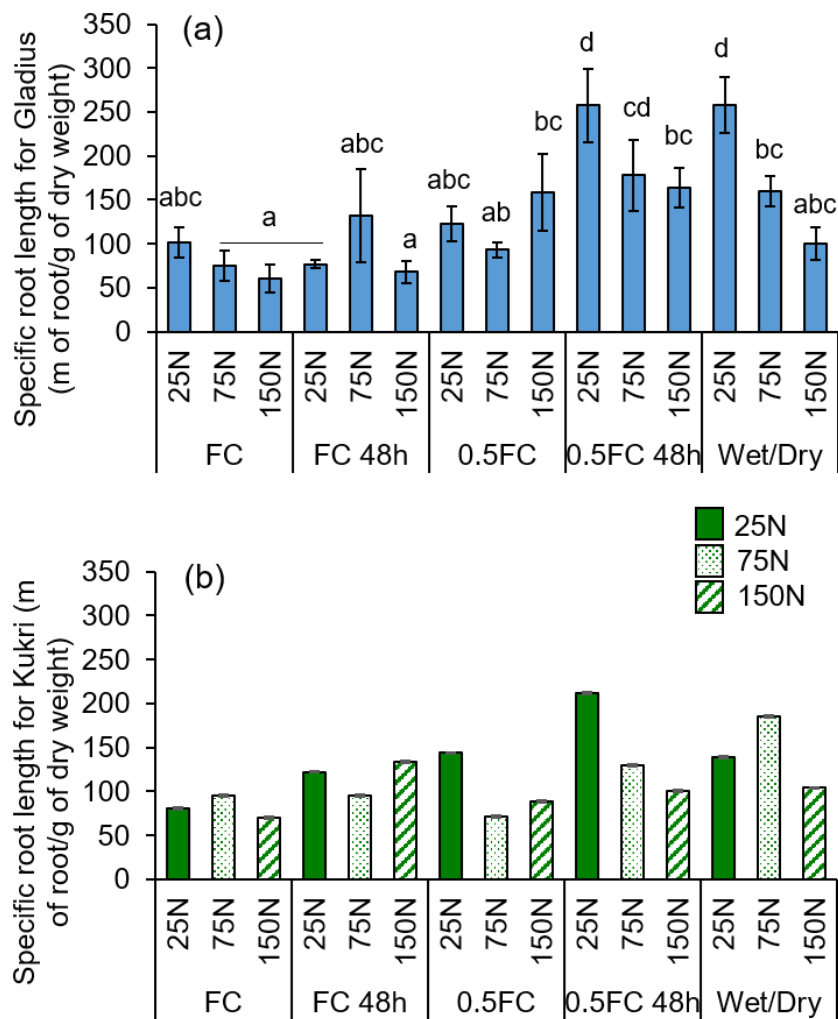 Specific root length for Gladius
(m of root/g of dry weight)
350
300
250
200
150
100
50
0
(a)
abc
a
abc
a
abc
ab
bc
d
cd
bc
d
bc
abc
25N 75N 150N 25N 75N 150N 25N 75N 150N 25N 75N 150N 25N 75N 150N
FC FC 48h 0.5FC 0.5FC 48h Wet/Dry
25N
75N
150N
Specific root length for Kukri (m
of root/g of dry weight)
350
300
250
200
150
100
50
0
(b)
25N 75N 150N 25N 75N 150N 25N 75N 150N 25N 75N 150N 25N 75N 150N
FC FC 48h 0.5FC 0.5FC 48h Wet/Dry